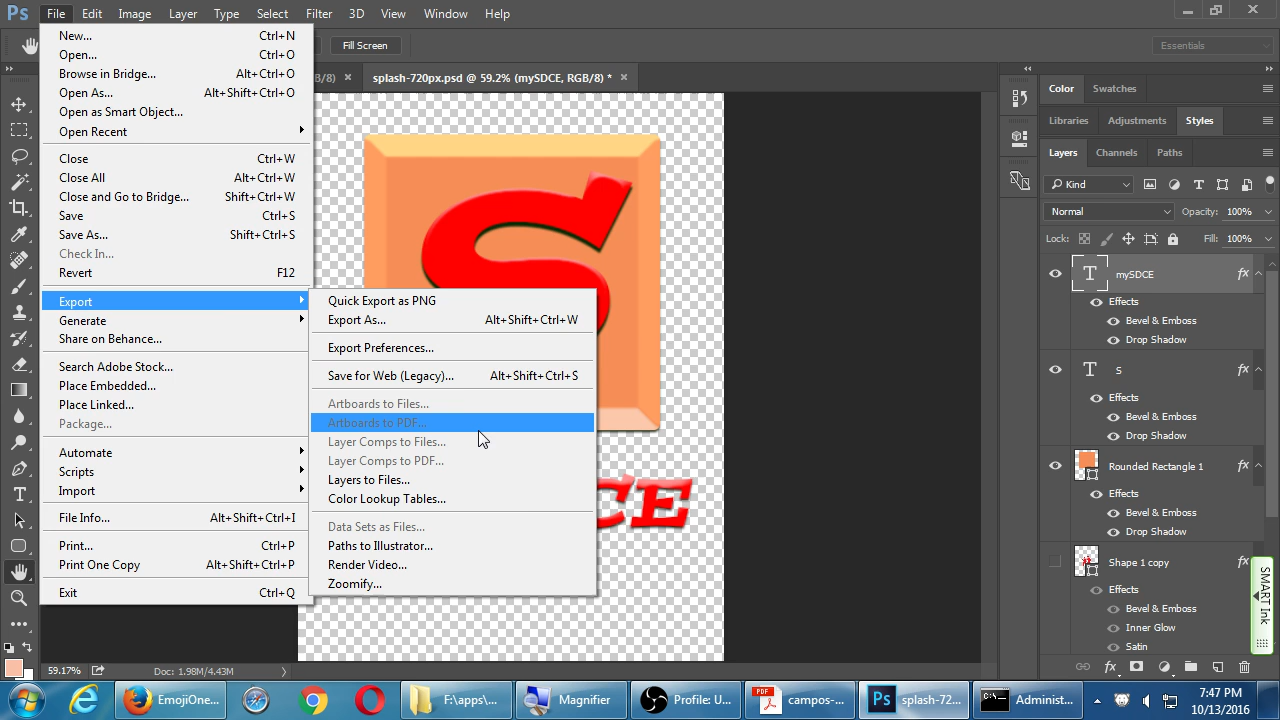 Ps File Edit Image Layer Type Select Filter 3D View Window Help
Fill Screen Essentials
B/8) × splash-720px.psd @ 59.2% (mySDCE, RGB/8) * ×
New... Ctrl+N
Open... Ctrl+O
Browse in Bridge... Alt+Ctrl+O
Open As... Alt+Shift+Ctrl+O
Open as Smart Object...
Open Recent
Close Ctrl+W
Close All Alt+Ctrl+W
Close and Go to Bridge... Shift+Ctrl+W
Save Ctrl+S
Save As... Shift+Ctrl+S
Check In...
Revert F12
Export
Generate
Share on Behance...
Search Adobe Stock...
Place Embedded...
Place Linked...
Package...
Automate
Scripts
Import
File Info... Alt+Shift+Ctrl+I
Print... Ctrl+P
Print One Copy Alt+Shift+Ctrl+P
Exit Ctrl+Q
Quick Export as PNG
Export As... Alt+Shift+Ctrl+W
Export Preferences...
Save for Web (Legacy)... Alt+Shift+Ctrl+S
Artboards to Files...
Artboards to PDF...
Layer Comps to Files...
Layer Comps to PDF...
Layers to Files...
Color Lookup Tables...
Data Sets as Files...
Paths to Illustrator...
Render Video...
Zoomify...
S
CE
Color Swatches
Libraries Adjustments Styles
Layers Channels Paths
Kind
Normal Opacity: 100%
Lock: Fill: 100%
T mySDCE fx
Effects
Bevel & Emboss
Drop Shadow
T S fx
Effects
Bevel & Emboss
Drop Shadow
Rounded Rectangle 1 fx
Effects
Bevel & Emboss
Drop Shadow
Shape 1 copy fx
Effects
Bevel & Emboss
Inner Glow
Satin
SMART Ink
fx
59.17% Doc: 1.98M/4.43M
EmojiOne... F:\apps\... Magnifier Profile: U... PDF campos-... Ps splash-72... C:\. Administ... 7:47 PM
10/13/2016